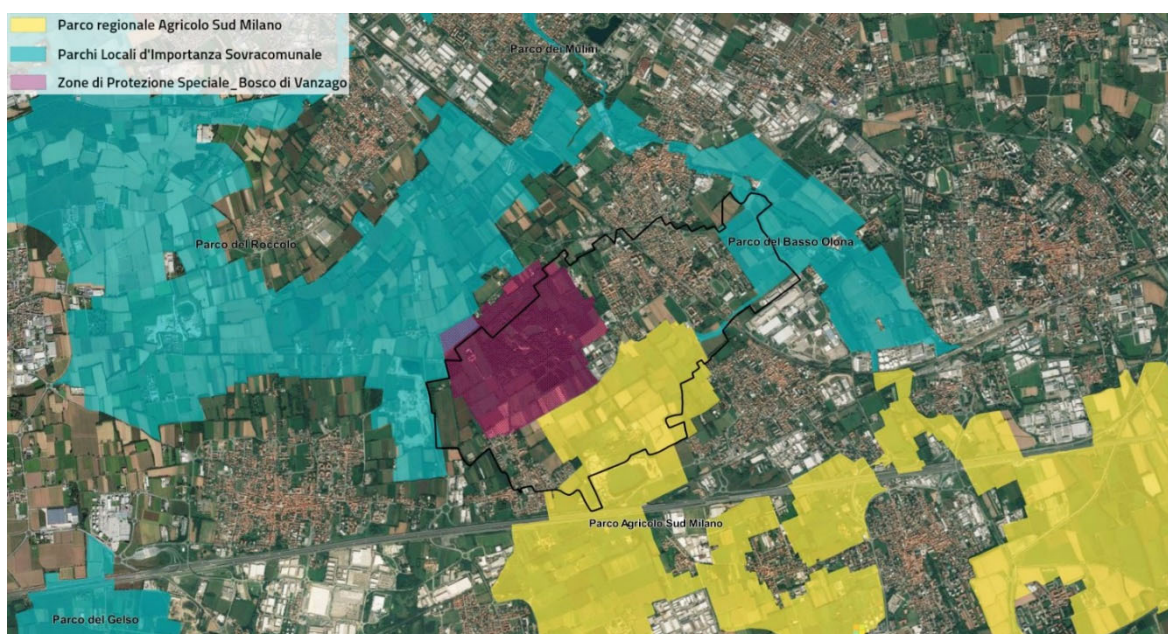 Parco regionale Agricolo Sud Milano
Parchi Locali d'Importanza Sovracomunale
Zone di Protezione Speciale_Bosco di Vanzago
Parco dei Mulini
Parco del Roccolo
Parco del Basso Olona
Parco Agricolo Sud Milano
Parco del Gelso